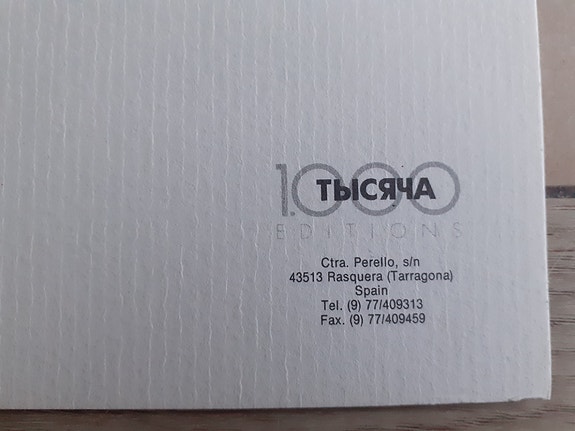 1.000
ТЫСЯЧА
EDITIONS
Ctra. Perello, s/n
43513 Rasquera (Tarragona)
Spain
Tel. (9) 77/409313
Fax. (9) 77/409459